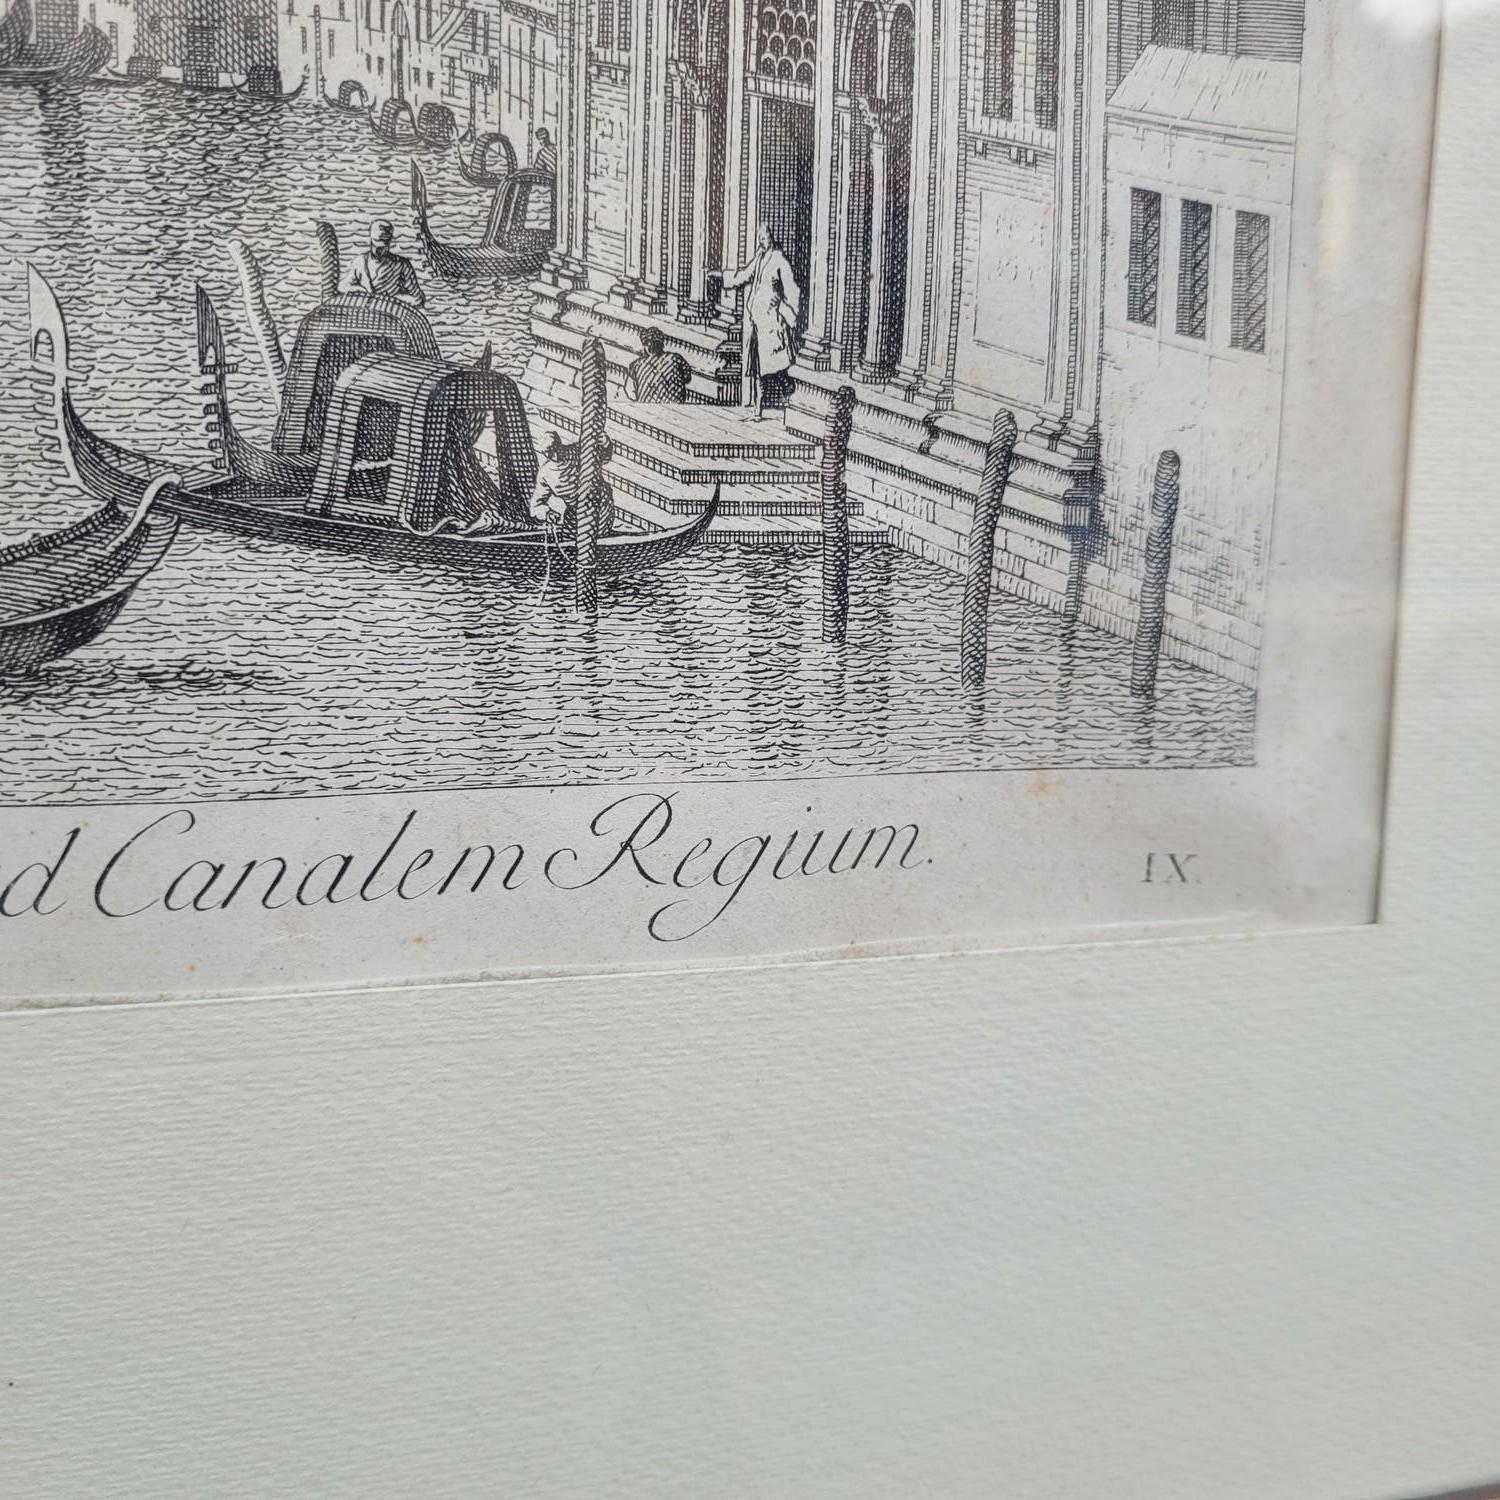 d Canalem Regium.
IX.